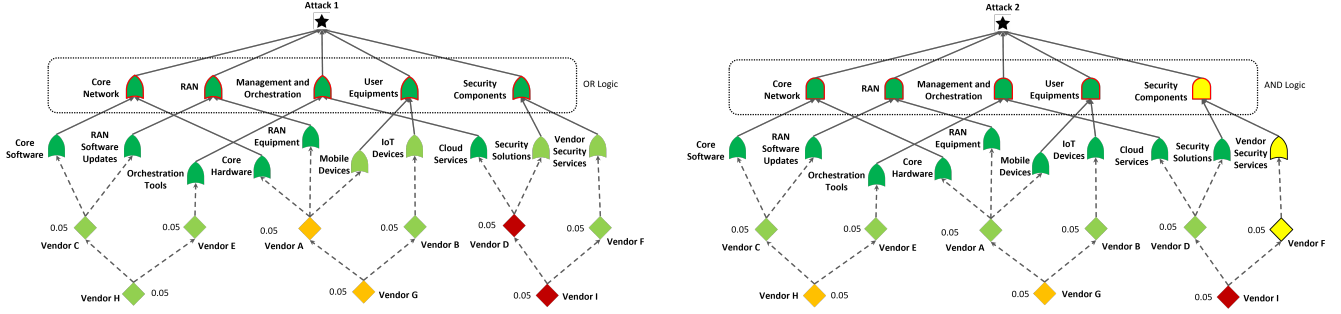 Attack 1
Core
Network
RAN
Management and
Orchestration
User
Equipments
Security
Components
OR Logic
Core
Software
RAN
Software
Updates
Orchestration
Tools
Core
Hardware
RAN
Equipment
Mobile
Devices
IoT
Devices
Cloud
Services
Security
Solutions
Vendor
Security
Services
0.05
Vendor C
0.05
Vendor E
0.05
Vendor A
0.05
Vendor B
0.05
Vendor D
0.05
Vendor F
Vendor H
0.05
0.05
Vendor G
0.05
Vendor I
Attack 2
Core
Network
RAN
Management and
Orchestration
User
Equipments
Security
Components
AND Logic
Core
Software
RAN
Software
Updates
Orchestration
Tools
Core
Hardware
RAN
Equipment
Mobile
Devices
IoT
Devices
Cloud
Services
Security
Solutions
Vendor
Security
Services
0.05
Vendor C
0.05
Vendor E
0.05
Vendor A
0.05
Vendor B
0.05
Vendor D
0.05
Vendor F
Vendor H
0.05
0.05
Vendor G
0.05
Vendor I